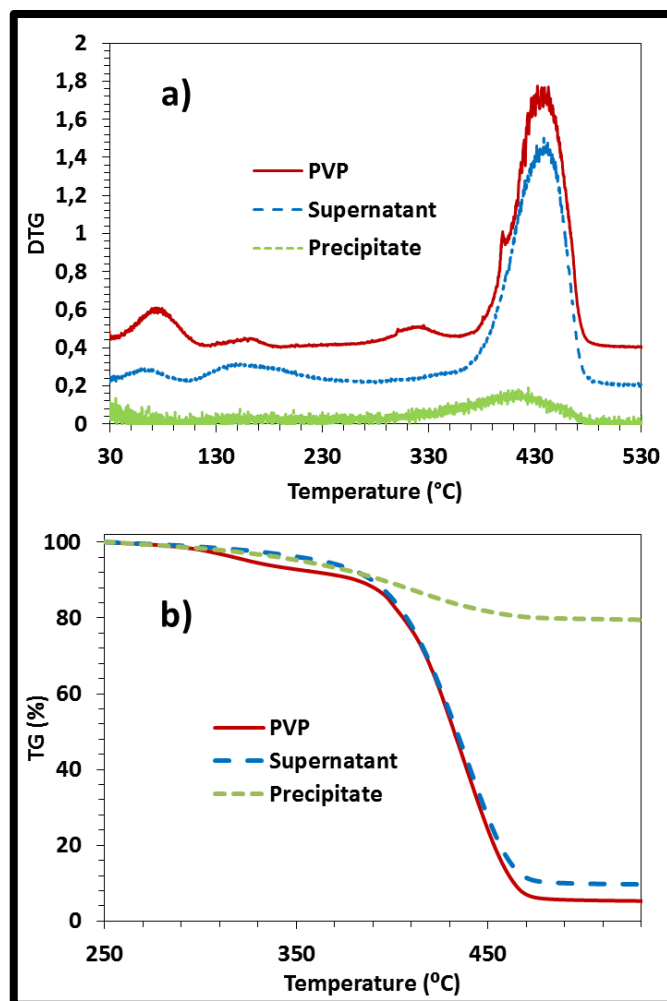 2
1,8
1,6
1,4
1,2
1
0,8
0,6
0,4
0,2
0
DTG
a)
PVP
Supernatant
Precipitate
30 130 230 330 430 530
Temperature (°C)
100
80
60
40
20
0
TG (%)
b)
PVP
Supernatant
Precipitate
250 350 450
Temperature (⁰C)